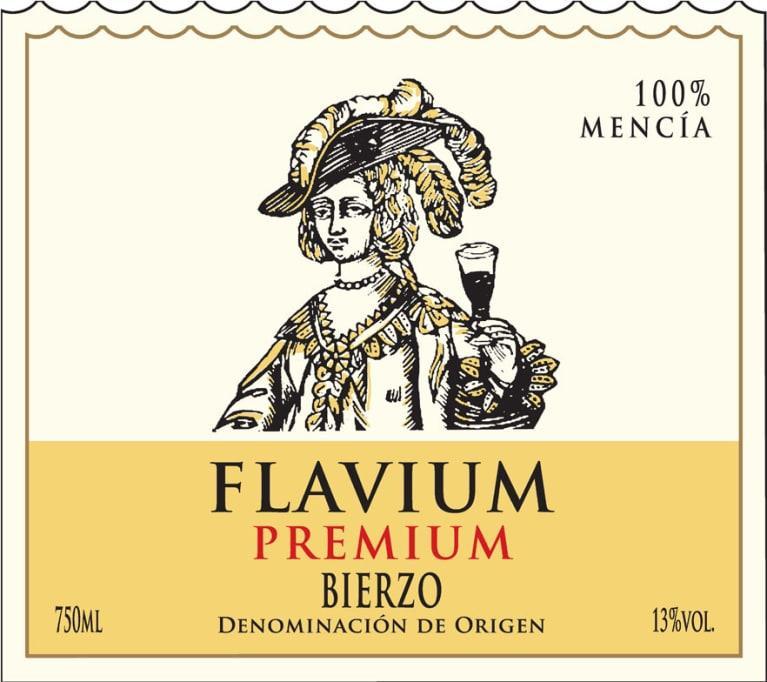 100%
MENCÍA
FLAVIUM
PREMIUM
BIERZO
750ML
DENOMINACIÓN DE ORIGEN
13%VOL.